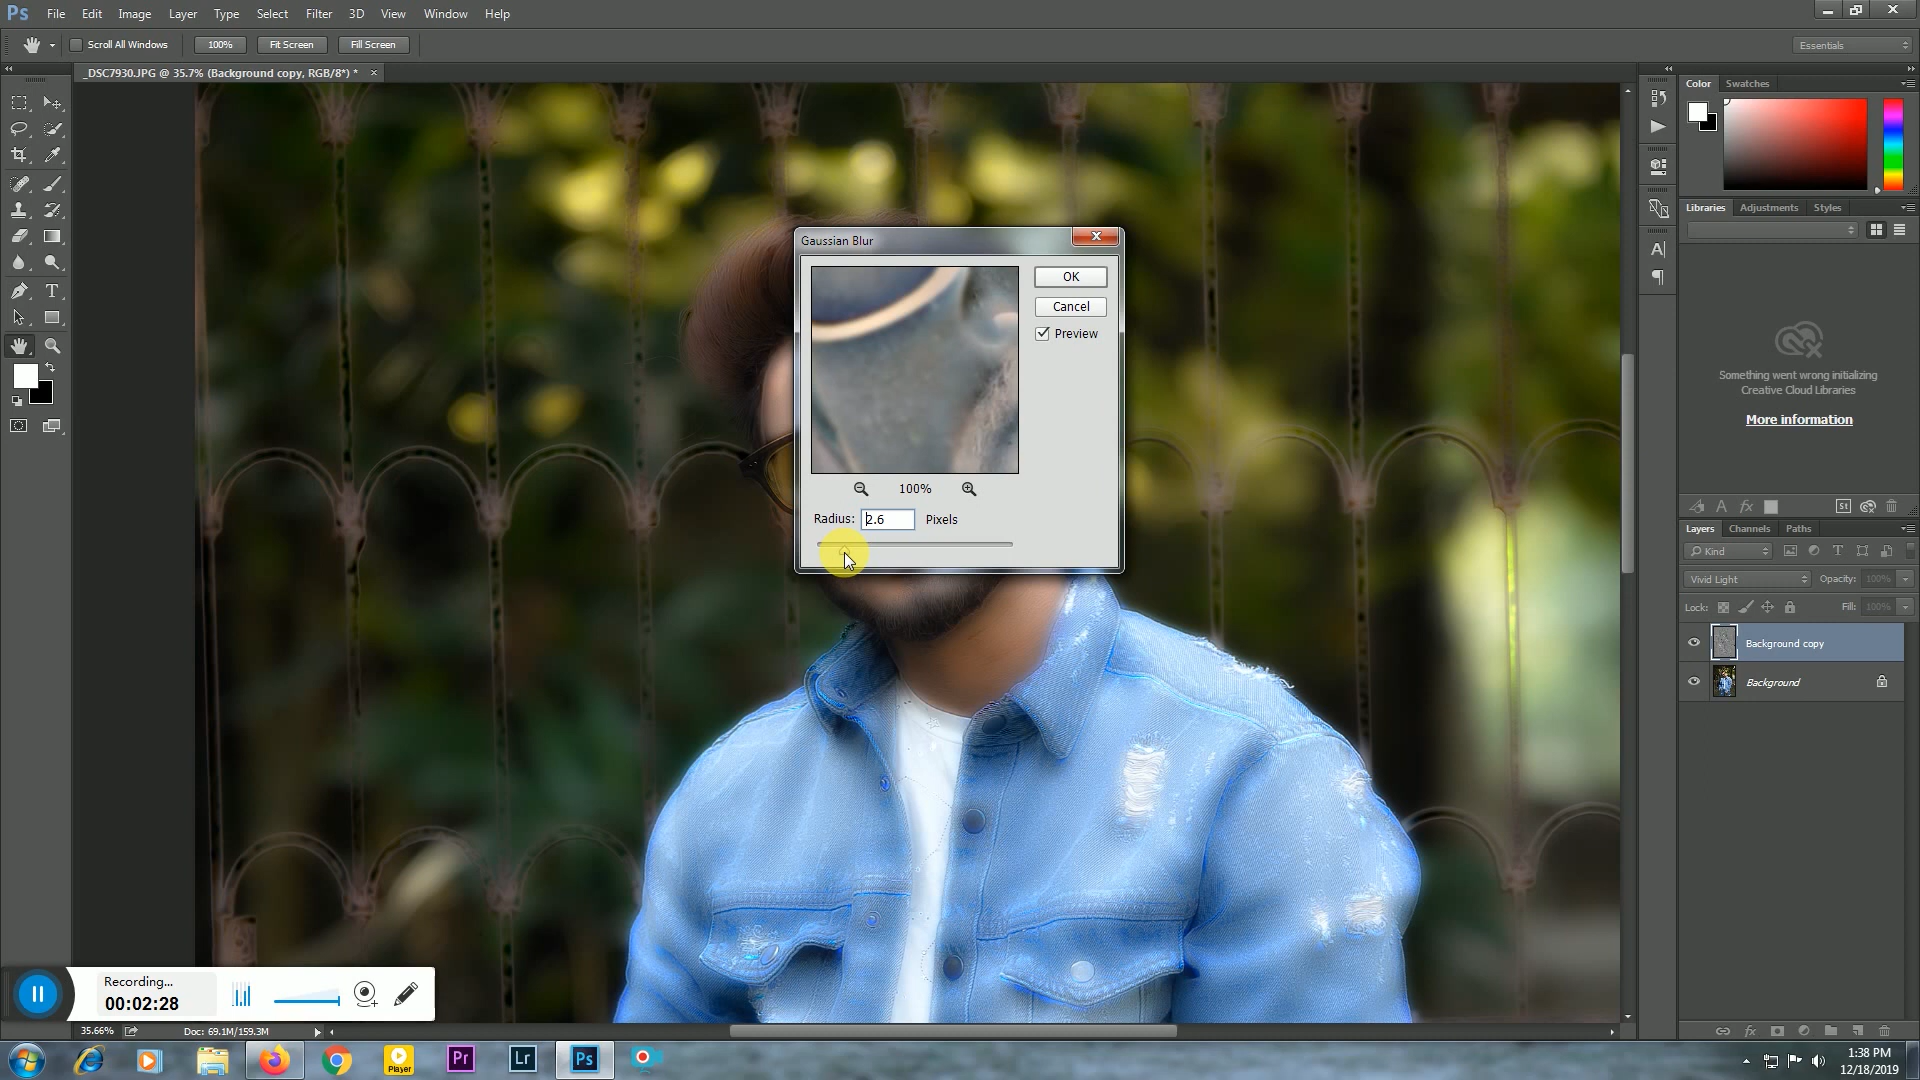 Ps File Edit Image Layer Type Select Filter 3D View Window Help
Scroll All Windows 100% Fit Screen Fill Screen Essentials
_DSC7930.JPG @ 35.7% (Background copy, RGB/8*) *
Color Swatches
Gaussian Blur
OK
Cancel
Preview
100%
Radius: 2.6 Pixels
Libraries Adjustments Styles
Something went wrong initializing
Creative Cloud Libraries
More information
St
Layers Channels Paths
Kind
Vivid Light Opacity: 100%
Lock: Fill: 100%
Background copy
Background
Recording...
00:02:28
35.66% Doc: 69.1M/159.3M
Player Pr Lr Ps
1:38 PM
12/18/2019